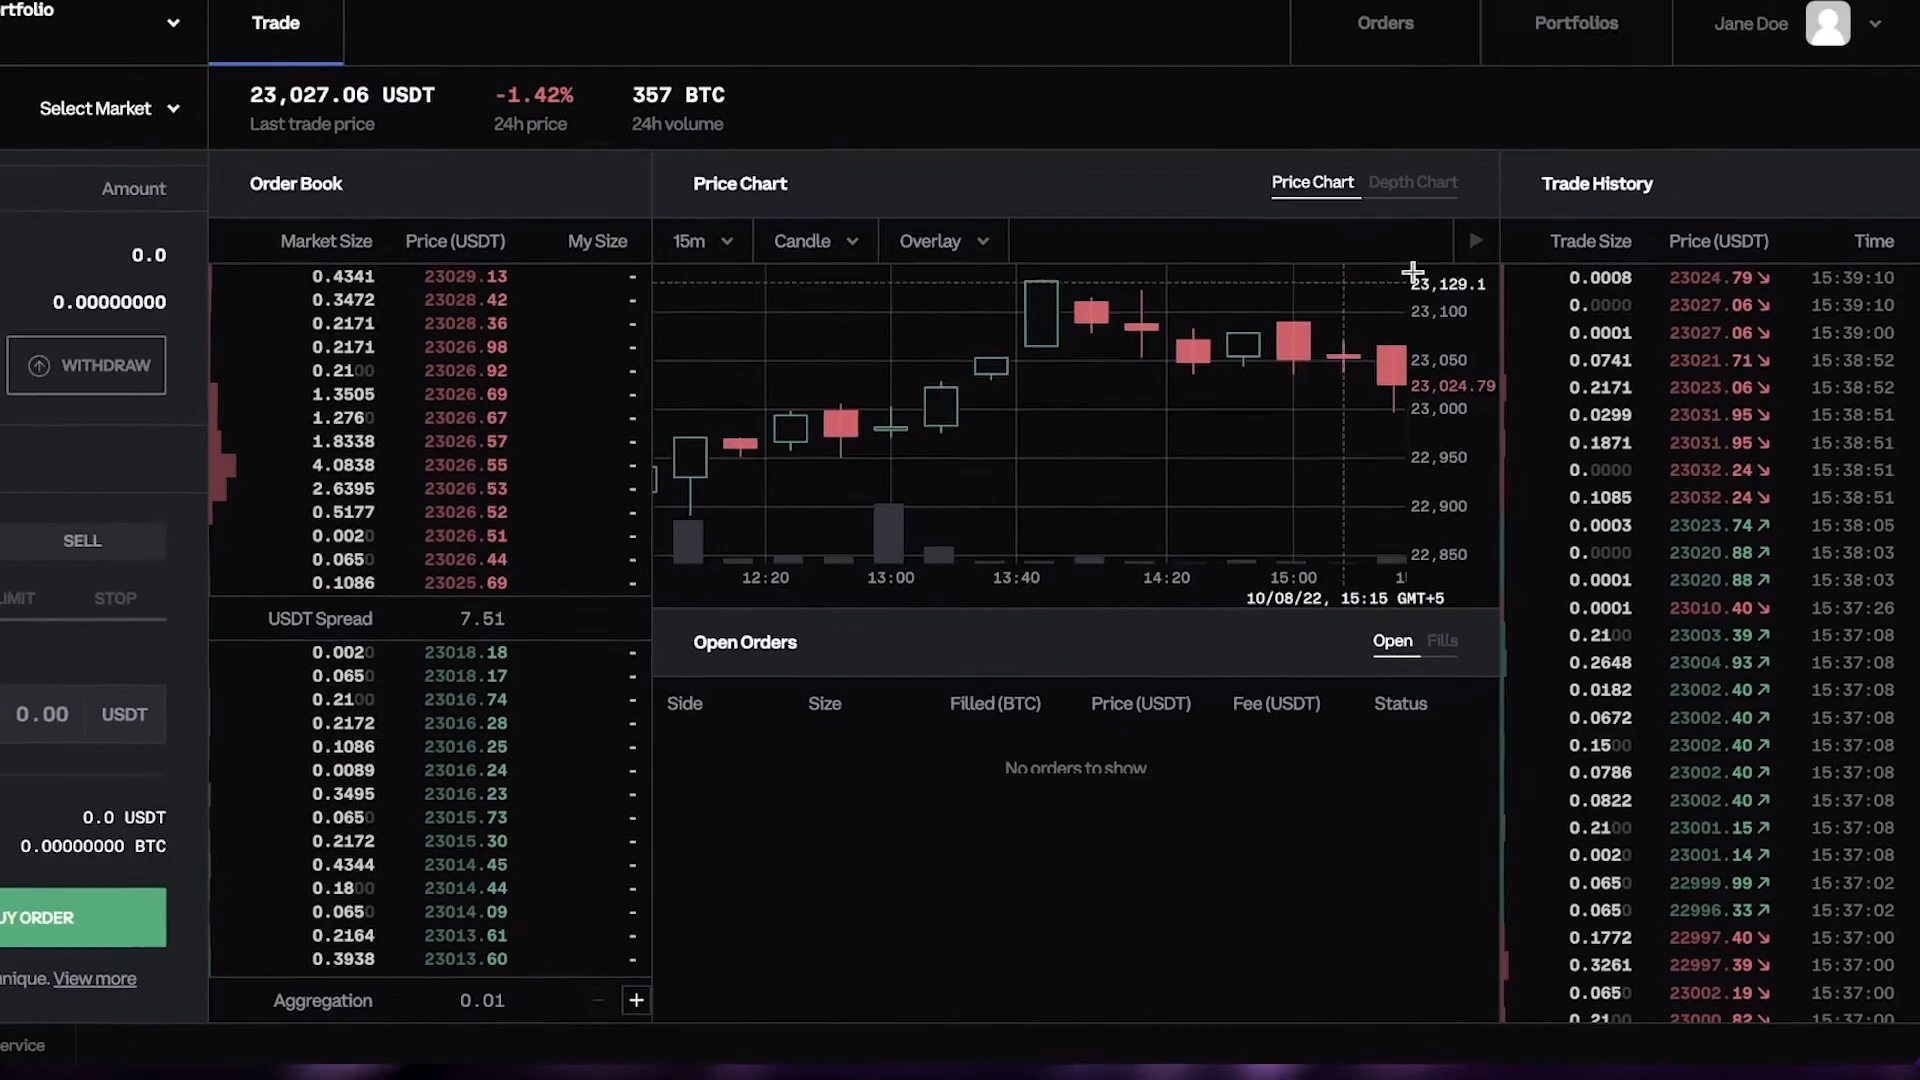 rtfolio
Trade
Orders
Portfolios
Jane Doe
Select Market
23,027.06 USDT
-1.42%
357 BTC
Last trade price
24h price
24h volume
Amount
0.0
0.00000000
WITHDRAW
SELL
IMIT
STOP
0.00 USDT
0.0 USDT
0.00000000 BTC
UY ORDER
nique. View more
ervice
Order Book
Market Size Price (USDT) My Size
0.4341 23029.13 -
0.3472 23028.42 -
0.2171 23028.36 -
0.2171 23026.98 -
0.2100 23026.92 -
1.3505 23026.69 -
1.2760 23026.67 -
1.8338 23026.57 -
4.0838 23026.55 -
2.6395 23026.53 -
0.5177 23026.52 -
0.0020 23026.51 -
0.0650 23026.44 -
0.1086 23025.69 -
USDT Spread 7.51
0.0020 23018.18 -
0.0650 23018.17 -
0.2100 23016.74 -
0.2172 23016.28 -
0.1086 23016.25 -
0.0089 23016.24 -
0.3495 23016.23 -
0.0650 23015.73 -
0.2172 23015.30 -
0.4344 23014.45 -
0.1800 23014.44 -
0.0650 23014.09 -
0.2164 23013.61 -
0.3938 23013.60 -
Aggregation 0.01 - +
Price Chart
Price Chart Depth Chart
15m Candle Overlay
23,129.1
23,100
23,050
23,024.79
23,000
22,950
22,900
22,850
12:20 13:00 13:40 14:20 15:00
10/08/22, 15:15 GMT+5
Open Orders
Open Fills
Side Size Filled (BTC) Price (USDT) Fee (USDT) Status
No orders to show
Trade History
Trade Size Price (USDT) Time
0.0008 23024.79↘ 15:39:10
0.0000 23027.06↘ 15:39:10
0.0001 23027.06↘ 15:39:00
0.0741 23021.71↘ 15:38:52
0.2171 23023.06↘ 15:38:52
0.0299 23031.95↘ 15:38:51
0.1871 23031.95↘ 15:38:51
0.0000 23032.24↘ 15:38:51
0.1085 23032.24↘ 15:38:51
0.0003 23023.74↗ 15:38:05
0.0000 23020.88↗ 15:38:03
0.0001 23020.88↗ 15:38:03
0.0001 23010.40↘ 15:37:26
0.2100 23003.39↗ 15:37:08
0.2648 23004.93↗ 15:37:08
0.0182 23002.40↗ 15:37:08
0.0672 23002.40↗ 15:37:08
0.1500 23002.40↗ 15:37:08
0.0786 23002.40↗ 15:37:08
0.0822 23002.40↗ 15:37:08
0.2100 23001.15↗ 15:37:08
0.0020 23001.14↗ 15:37:08
0.0650 22999.99↗ 15:37:02
0.0650 22996.33↗ 15:37:02
0.1772 22997.40↘ 15:37:00
0.3261 22997.39↘ 15:37:00
0.0650 23002.19↘ 15:37:00
0.2100 23000.82↘ 15:37:00